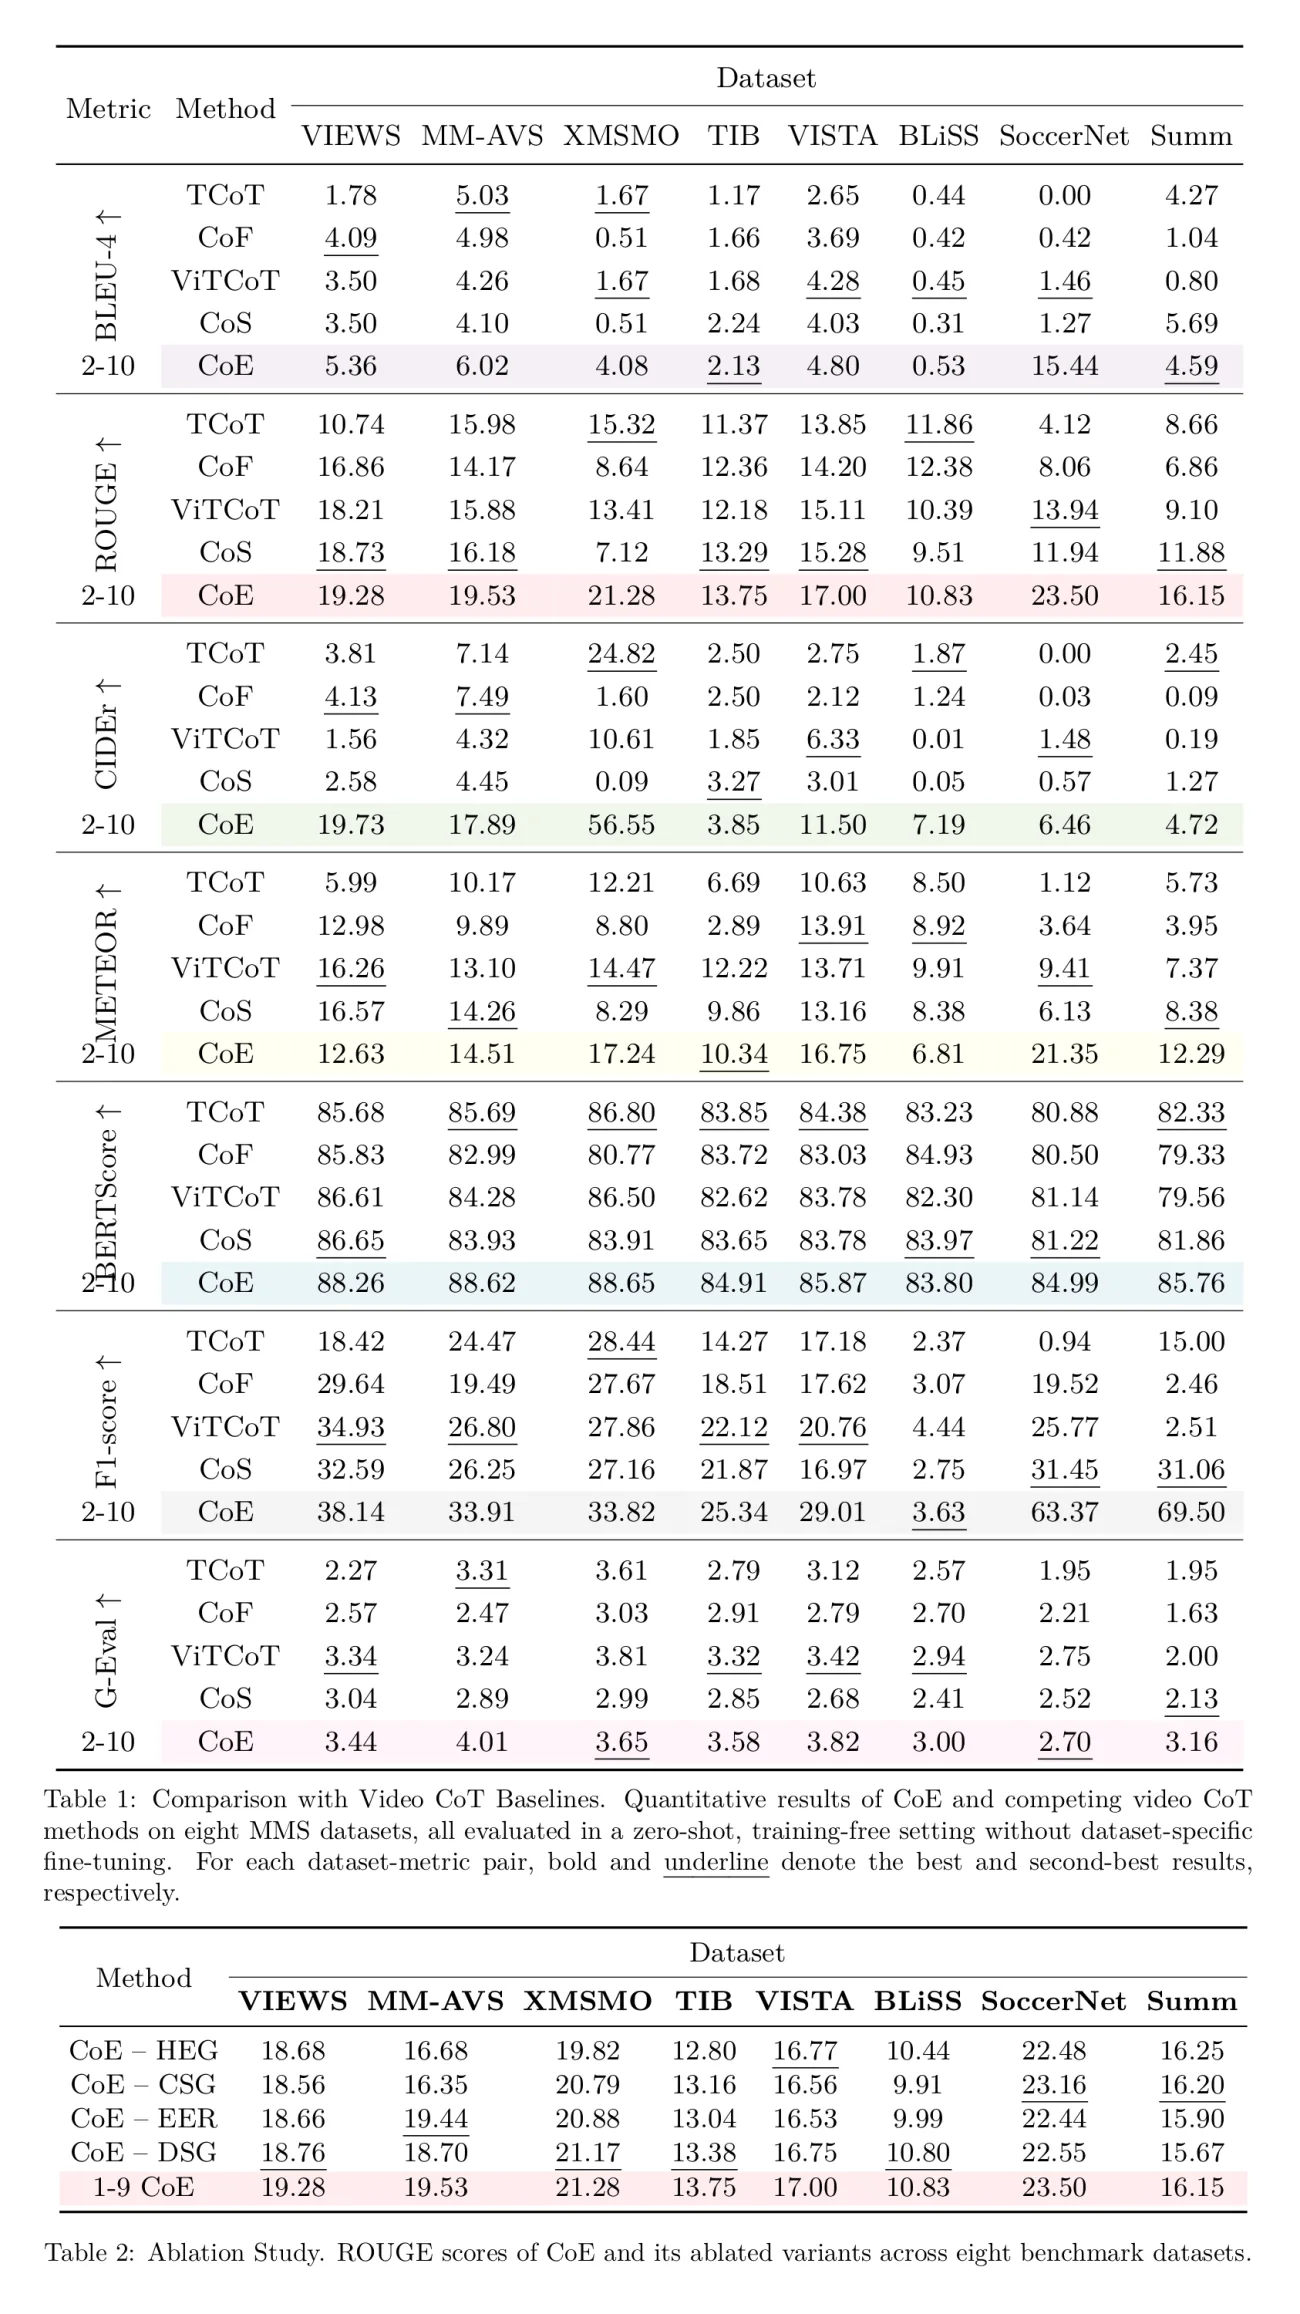 Dataset
Metric Method
VIEWS MM-AVS XMSMO TIB VISTA BLiSS SoccerNet Summ
BLEU-4 ↑
TCoT 1.78 5.03 1.67 1.17 2.65 0.44 0.00 4.27
CoF 4.09 4.98 0.51 1.66 3.69 0.42 0.42 1.04
ViTCoT 3.50 4.26 1.67 1.68 4.28 0.45 1.46 0.80
CoS 3.50 4.10 0.51 2.24 4.03 0.31 1.27 5.69
2-10 CoE 5.36 6.02 4.08 2.13 4.80 0.53 15.44 4.59
ROUGE ↑
TCoT 10.74 15.98 15.32 11.37 13.85 11.86 4.12 8.66
CoF 16.86 14.17 8.64 12.36 14.20 12.38 8.06 6.86
ViTCoT 18.21 15.88 13.41 12.18 15.11 10.39 13.94 9.10
CoS 18.73 16.18 7.12 13.29 15.28 9.51 11.94 11.88
2-10 CoE 19.28 19.53 21.28 13.75 17.00 10.83 23.50 16.15
CIDEr ↑
TCoT 3.81 7.14 24.82 2.50 2.75 1.87 0.00 2.45
CoF 4.13 7.49 1.60 2.50 2.12 1.24 0.03 0.09
ViTCoT 1.56 4.32 10.61 1.85 6.33 0.01 1.48 0.19
CoS 2.58 4.45 0.09 3.27 3.01 0.05 0.57 1.27
2-10 CoE 19.73 17.89 56.55 3.85 11.50 7.19 6.46 4.72
METEOR ↑
TCoT 5.99 10.17 12.21 6.69 10.63 8.50 1.12 5.73
CoF 12.98 9.89 8.80 2.89 13.91 8.92 3.64 3.95
ViTCoT 16.26 13.10 14.47 12.22 13.71 9.91 9.41 7.37
CoS 16.57 14.26 8.29 9.86 13.16 8.38 6.13 8.38
2-10 CoE 12.63 14.51 17.24 10.34 16.75 6.81 21.35 12.29
BERTScore ↑
TCoT 85.68 85.69 86.80 83.85 84.38 83.23 80.88 82.33
CoF 85.83 82.99 80.77 83.72 83.03 84.93 80.50 79.33
ViTCoT 86.61 84.28 86.50 82.62 83.78 82.30 81.14 79.56
CoS 86.65 83.93 83.91 83.65 83.78 83.97 81.22 81.86
2-10 CoE 88.26 88.62 88.65 84.91 85.87 83.80 84.99 85.76
F1-score ↑
TCoT 18.42 24.47 28.44 14.27 17.18 2.37 0.94 15.00
CoF 29.64 19.49 27.67 18.51 17.62 3.07 19.52 2.46
ViTCoT 34.93 26.80 27.86 22.12 20.76 4.44 25.77 2.51
CoS 32.59 26.25 27.16 21.87 16.97 2.75 31.45 31.06
2-10 CoE 38.14 33.91 33.82 25.34 29.01 3.63 63.37 69.50
G-Eval ↑
TCoT 2.27 3.31 3.61 2.79 3.12 2.57 1.95 1.95
CoF 2.57 2.47 3.03 2.91 2.79 2.70 2.21 1.63
ViTCoT 3.34 3.24 3.81 3.32 3.42 2.94 2.75 2.00
CoS 3.04 2.89 2.99 2.85 2.68 2.41 2.52 2.13
2-10 CoE 3.44 4.01 3.65 3.58 3.82 3.00 2.70 3.16
Table 1: Comparison with Video CoT Baselines. Quantitative results of CoE and competing video CoT
methods on eight MMS datasets, all evaluated in a zero-shot, training-free setting without dataset-specific
fine-tuning. For each dataset-metric pair, bold and underline denote the best and second-best results,
respectively.
Dataset
Method
VIEWS MM-AVS XMSMO TIB VISTA BLiSS SoccerNet Summ
CoE – HEG 18.68 16.68 19.82 12.80 16.77 10.44 22.48 16.25
CoE – CSG 18.56 16.35 20.79 13.16 16.56 9.91 23.16 16.20
CoE – EER 18.66 19.44 20.88 13.04 16.53 9.99 22.44 15.90
CoE – DSG 18.76 18.70 21.17 13.38 16.75 10.80 22.55 15.67
1-9 CoE 19.28 19.53 21.28 13.75 17.00 10.83 23.50 16.15
Table 2: Ablation Study. ROUGE scores of CoE and its ablated variants across eight benchmark datasets.